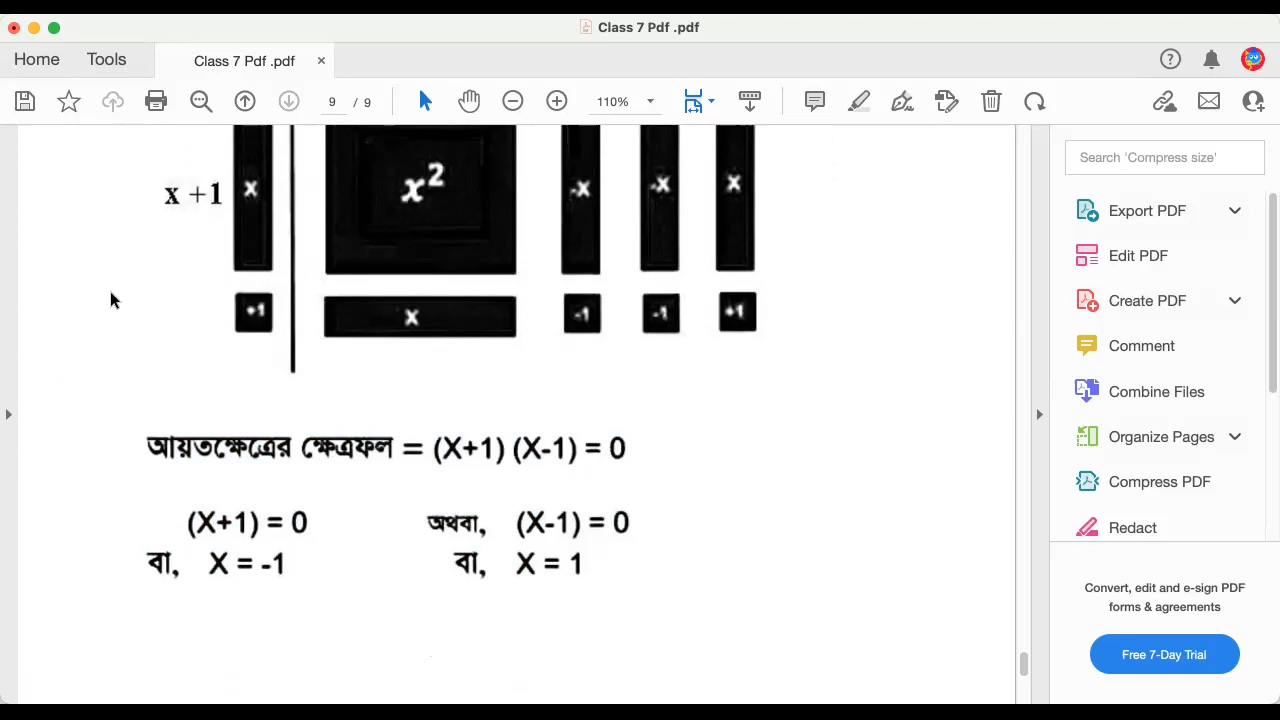 Class 7 Pdf .pdf
Home Tools Class 7 Pdf .pdf ×
9 / 9 110%
x +1 x x² -x -x x
+1 x -1 -1 +1
আয়তক্ষেত্রের ক্ষেত্রফল = (X+1) (X-1) = 0
(X+1) = 0 অথবা, (X-1) = 0
বা, X = -1 বা, X = 1
Search 'Compress size'
Export PDF
Edit PDF
Create PDF
Comment
Combine Files
Organize Pages
Compress PDF
Redact
Convert, edit and e-sign PDF
forms & agreements
Free 7-Day Trial